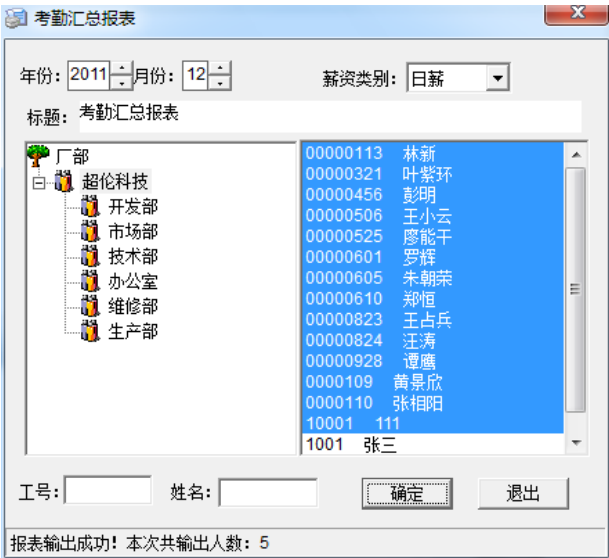 考勤汇总报表
年份： 2011 月份： 12 薪资类别： 日薪
标题： 考勤汇总报表
厂部
超伦科技
开发部
市场部
技术部
办公室
维修部
生产部
00000113 林新
00000321 叶紫环
00000456 彭明
00000506 王小云
00000525 廖能干
00000601 罗辉
00000605 朱朝荣
00000610 郑恒
00000823 王占兵
00000824 汪涛
00000928 谭鹰
0000109 黄景欣
0000110 张相阳
10001 111
1001 张三
工号： 姓名： 确定 退出
报表输出成功！本次共输出人数：5